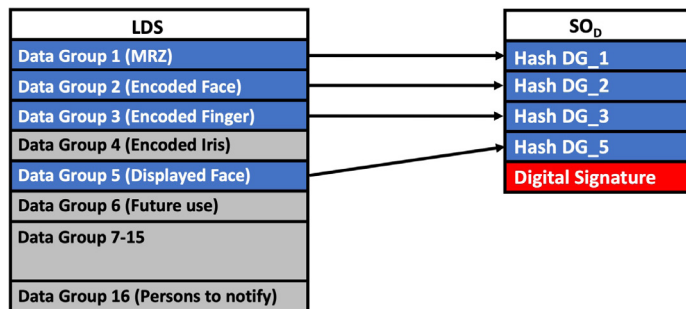 LDS
Data Group 1 (MRZ)
Data Group 2 (Encoded Face)
Data Group 3 (Encoded Finger)
Data Group 4 (Encoded Iris)
Data Group 5 (Displayed Face)
Data Group 6 (Future use)
Data Group 7-15
Data Group 16 (Persons to notify)
SOD
Hash DG_1
Hash DG_2
Hash DG_3
Hash DG_5
Digital Signature